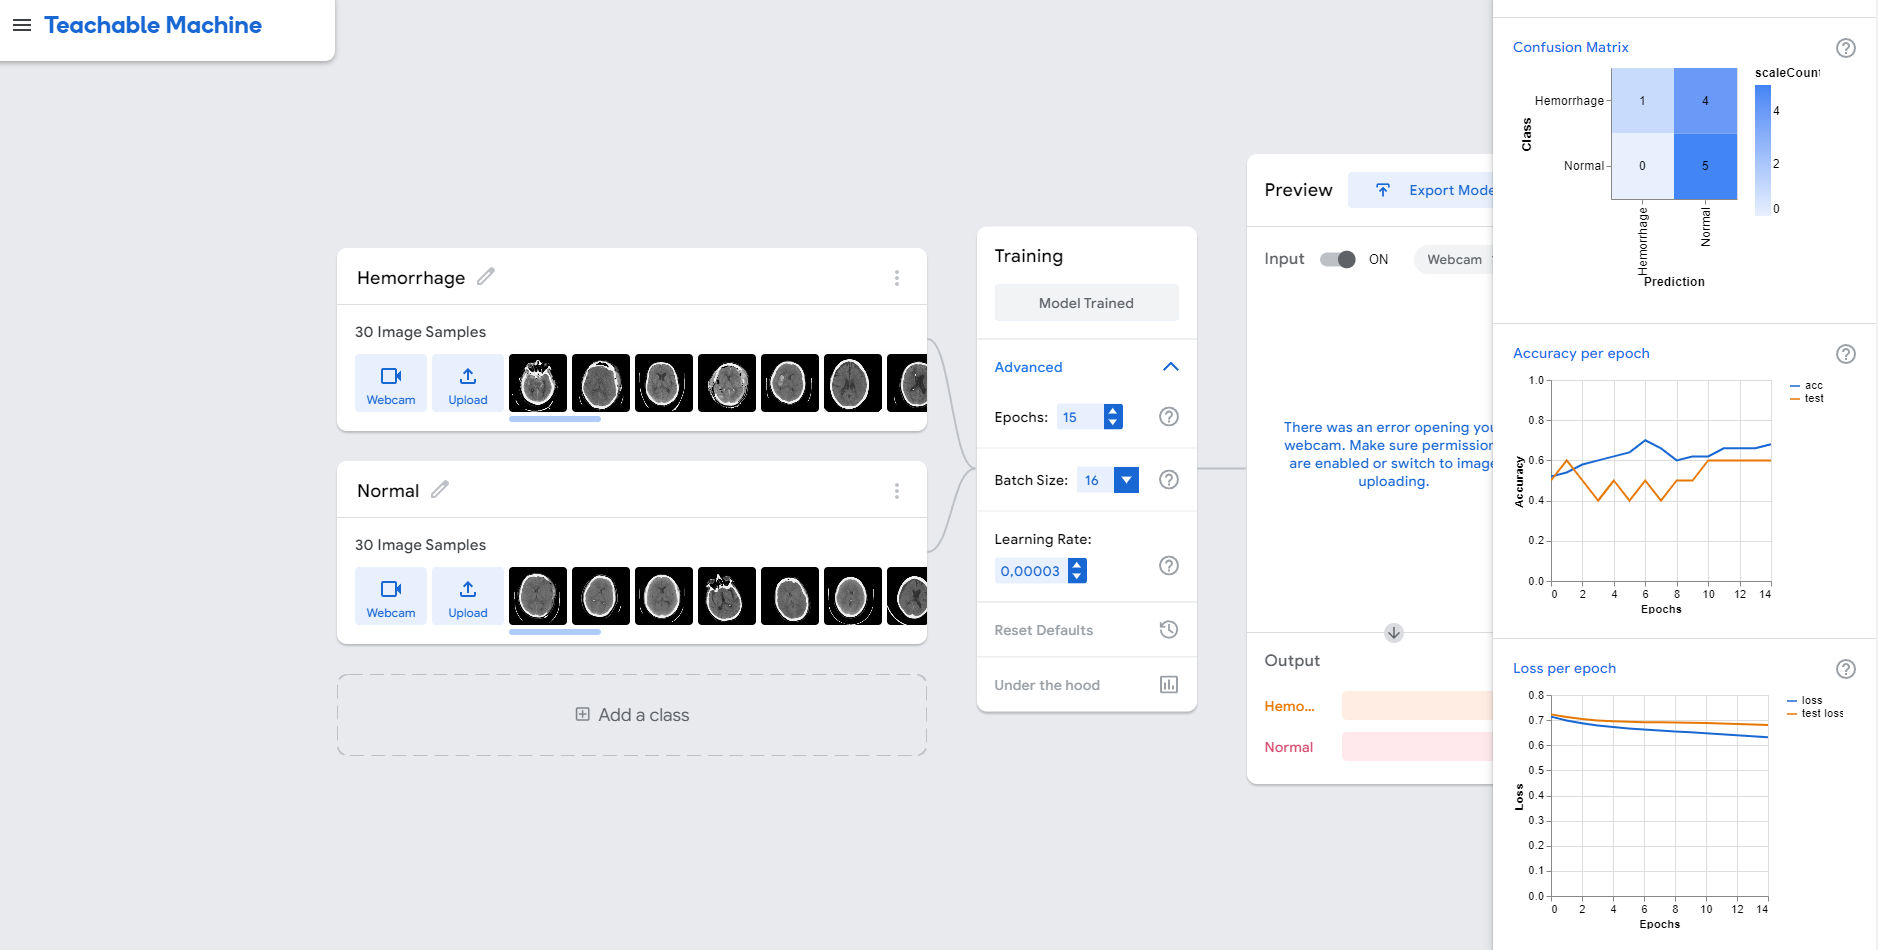 Teachable Machine
Hemorrhage
30 Image Samples
Webcam
Upload
Normal
30 Image Samples
Webcam
Upload
Add a class
Training
Model Trained
Advanced
Epochs: 15
Batch Size: 16
Learning Rate:
0,00003
Reset Defaults
Under the hood
Preview
Export Mode
Input ON Webcam
There was an error opening you
webcam. Make sure permission
are enabled or switch to image
uploading.
Output
Hemo...
Normal
Confusion Matrix
scaleCount
Class
Hemorrhage 1 4
Normal 0 5
4
2
0
Hemorrhage
Normal
Prediction
Accuracy per epoch
Accuracy
1.0
0.8
0.6
0.4
0.2
0.0
0 2 4 6 8 10 12 14
Epochs
acc
test
Loss per epoch
Loss
0.8
0.7
0.6
0.5
0.4
0.3
0.2
0.1
0.0
0 2 4 6 8 10 12 14
Epochs
loss
test loss